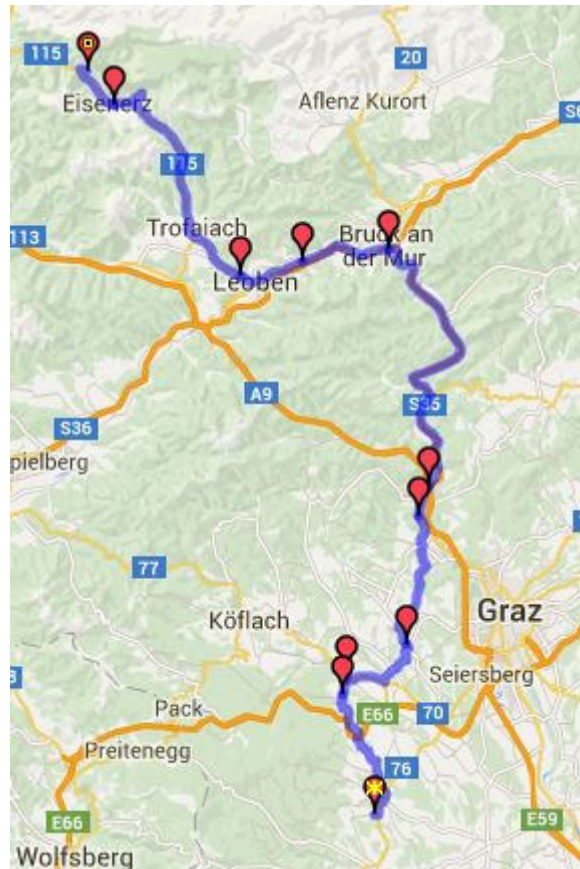 115
20
Eisenerz
Aflenz Kurort
S6
115
Trofaiach
113
Bruck an
der Mur
Leoben
A9
S35
S36
pielberg
77
Köflach
Graz
Seiersberg
Pack
E66
70
Preitenegg
76
E66
E59
Wolfsberg